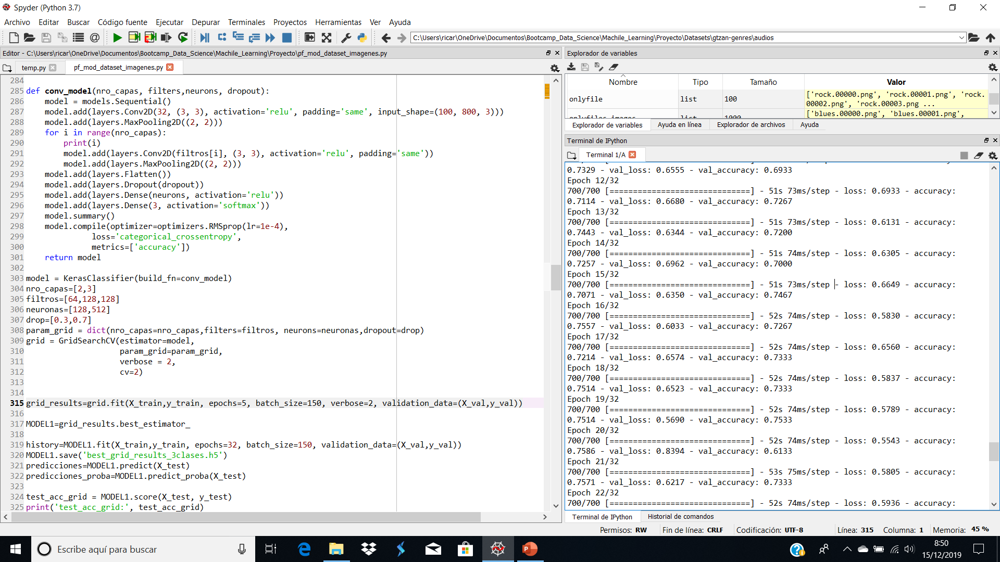 Spyder (Python 3.7)
Archivo Editar Buscar Código fuente Ejecutar Depurar Terminales Proyectos Herramientas Ver Ayuda
C:\Users\ricar\OneDrive\Documentos\Bootcamp_Data_Science\Machile_Learning\Proyecto\Datasets\gtzan-genres\audios
Editor - C:\Users\ricar\OneDrive\Documentos\Bootcamp_Data_Science\Machile_Learning\Proyecto\pf_mod_dataset_imagenes.py
temp.py pf_mod_dataset_imagenes.py
284
285 def conv_model(nro_capas, filters,neurons, dropout):
286     model = models.Sequential()
287     model.add(layers.Conv2D(32, (3, 3), activation='relu', padding='same', input_shape=(100, 800, 3)))
288     model.add(layers.MaxPooling2D((2, 2)))
289     for i in range(nro_capas):
290         print(i)
291         model.add(layers.Conv2D(filtros[i], (3, 3), activation='relu', padding='same'))
292         model.add(layers.MaxPooling2D((2, 2)))
293     model.add(layers.Flatten())
294     model.add(layers.Dropout(dropout))
295     model.add(layers.Dense(neurons, activation='relu'))
296     model.add(layers.Dense(3, activation='softmax'))
297     model.summary()
298     model.compile(optimizer=optimizers.RMSprop(lr=1e-4),
299               loss='categorical_crossentropy',
300               metrics=['accuracy'])
301     return model
302
303 model = KerasClassifier(build_fn=conv_model)
304 nro_capas=[2,3]
305 filtros=[64,128,128]
306 neuronas=[128,512]
307 drop=[0.3,0.7]
308 param_grid = dict(nro_capas=nro_capas,filters=filtros, neurons=neuronas,dropout=drop)
309 grid = GridSearchCV(estimator=model,
310                     param_grid=param_grid,
311                     verbose = 2,
312                     cv=2)
313
314
315 grid_results=grid.fit(X_train,y_train, epochs=5, batch_size=150, verbose=2, validation_data=(X_val,y_val))
316
317 MODEL1=grid_results.best_estimator_
318
319 history=MODEL1.fit(X_train,y_train, epochs=32, batch_size=150, validation_data=(X_val,y_val))
320 MODEL1.save('best_grid_results_3clases.h5')
321 predicciones=MODEL1.predict(X_test)
322 predicciones_proba=MODEL1.predict_proba(X_test)
323
324 test_acc_grid = MODEL1.score(X_test, y_test)
325 print('test_acc_grid:', test_acc_grid)
Explorador de variables
Nombre Tipo Tamaño Valor
onlyfile list 100 ['rock.00000.png', 'rock.00001.png', 'rock.
00002.png', 'rock.00003.png ...
onlyfiles_images list 1000 ['blues.00000.png', 'blues.00001.png',
Explorador de variables Ayuda en línea Explorador de archivos Ayuda
Terminal de IPython
Terminal 1/A
0.7329 - val_loss: 0.6555 - val_accuracy: 0.6933
Epoch 12/32
700/700 [==============================] - 51s 73ms/step - loss: 0.6933 - accuracy:
0.7114 - val_loss: 0.6680 - val_accuracy: 0.7267
Epoch 13/32
700/700 [==============================] - 51s 73ms/step - loss: 0.6131 - accuracy:
0.7443 - val_loss: 0.6344 - val_accuracy: 0.7200
Epoch 14/32
700/700 [==============================] - 51s 74ms/step - loss: 0.6305 - accuracy:
0.7257 - val_loss: 0.6962 - val_accuracy: 0.7000
Epoch 15/32
700/700 [==============================] - 51s 73ms/step - loss: 0.6649 - accuracy:
0.7071 - val_loss: 0.6350 - val_accuracy: 0.7467
Epoch 16/32
700/700 [==============================] - 52s 74ms/step - loss: 0.5830 - accuracy:
0.7557 - val_loss: 0.6033 - val_accuracy: 0.7267
Epoch 17/32
700/700 [==============================] - 52s 74ms/step - loss: 0.6560 - accuracy:
0.7214 - val_loss: 0.6574 - val_accuracy: 0.7333
Epoch 18/32
700/700 [==============================] - 52s 74ms/step - loss: 0.5837 - accuracy:
0.7514 - val_loss: 0.6523 - val_accuracy: 0.7333
Epoch 19/32
700/700 [==============================] - 52s 74ms/step - loss: 0.5789 - accuracy:
0.7514 - val_loss: 0.5690 - val_accuracy: 0.7533
Epoch 20/32
700/700 [==============================] - 52s 74ms/step - loss: 0.5543 - accuracy:
0.7586 - val_loss: 0.8394 - val_accuracy: 0.6133
Epoch 21/32
700/700 [==============================] - 53s 75ms/step - loss: 0.5805 - accuracy:
0.7571 - val_loss: 0.6217 - val_accuracy: 0.7333
Epoch 22/32
700/700 [==============================] - 52s 74ms/step - loss: 0.5936 - accuracy:
Terminal de IPython Historial de comandos
Permisos: RW Fin de línea: CRLF Codificación: UTF-8 Línea: 315 Columna: 1 Memoria: 45 %
Escribe aquí para buscar
8:50
15/12/2019